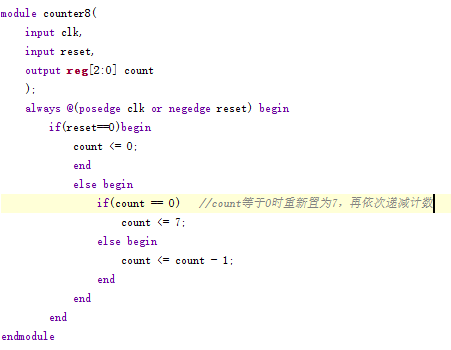 module counter8(
input clk,
input reset,
output reg[2:0] count
);
always @(posedge clk or negedge reset) begin
if(reset==0)begin
count <= 0;
end
else begin
if(count == 0) //count等于0时重新置为7，再依次递减计数
count <= 7;
else begin
count <= count - 1;
end
end
end
endmodule